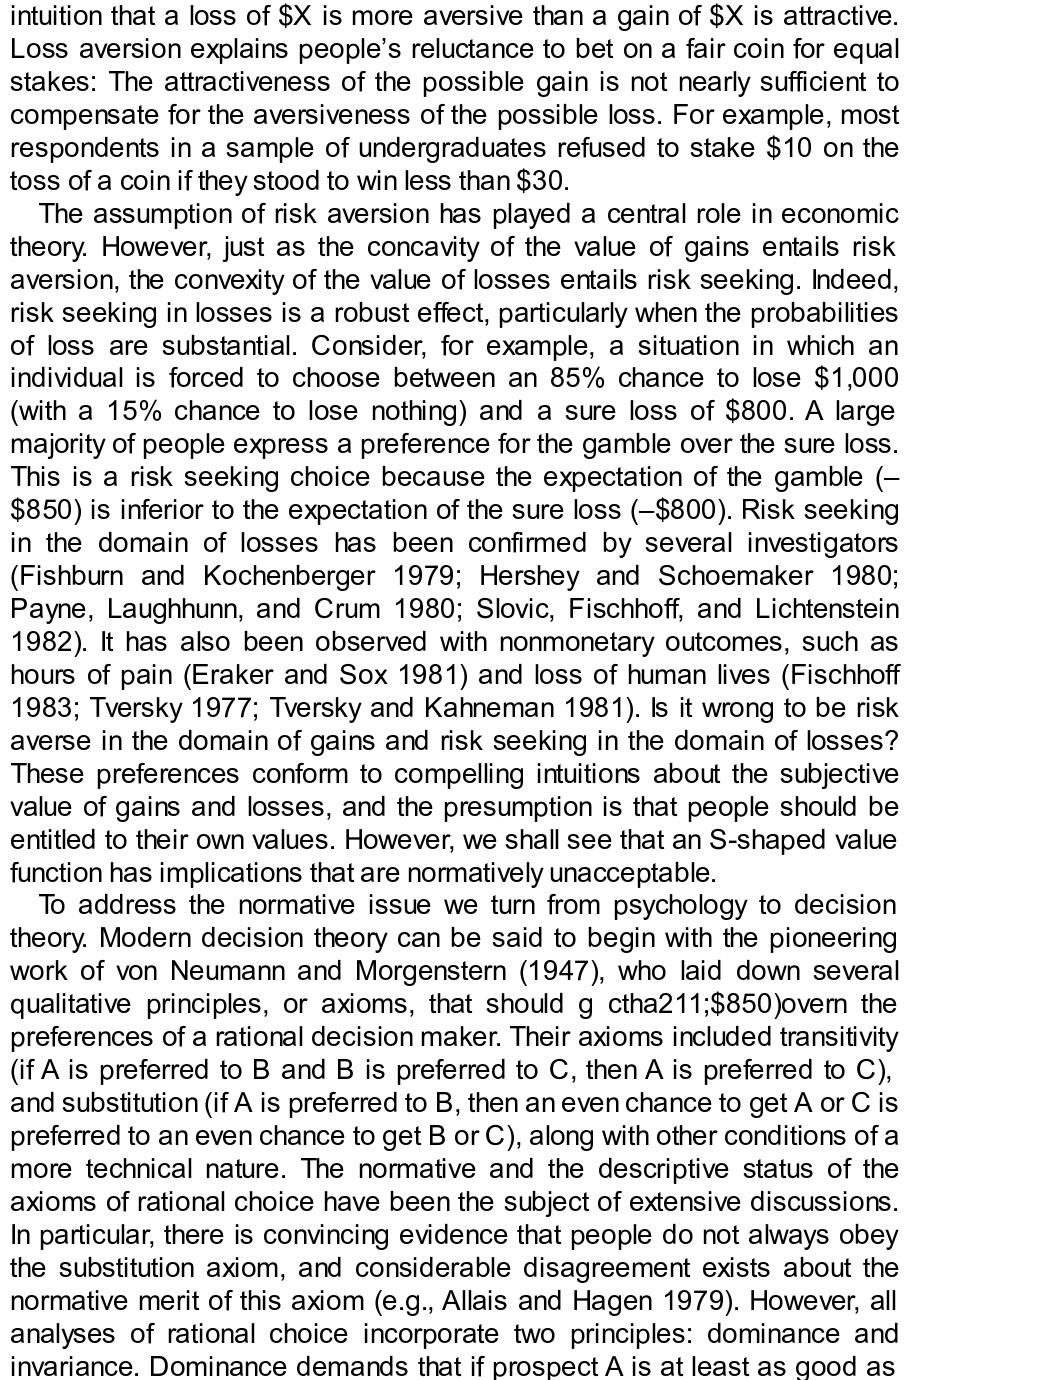 intuition that a loss of $X is more aversive than a gain of $X is attractive.
Loss aversion explains people’s reluctance to bet on a fair coin for equal
stakes: The attractiveness of the possible gain is not nearly sufficient to
compensate for the aversiveness of the possible loss. For example, most
respondents in a sample of undergraduates refused to stake $10 on the
toss of a coin if they stood to win less than $30.
The assumption of risk aversion has played a central role in economic
theory. However, just as the concavity of the value of gains entails risk
aversion, the convexity of the value of losses entails risk seeking. Indeed,
risk seeking in losses is a robust effect, particularly when the probabilities
of loss are substantial. Consider, for example, a situation in which an
individual is forced to choose between an 85% chance to lose $1,000
(with a 15% chance to lose nothing) and a sure loss of $800. A large
majority of people express a preference for the gamble over the sure loss.
This is a risk seeking choice because the expectation of the gamble (–
$850) is inferior to the expectation of the sure loss (–$800). Risk seeking
in the domain of losses has been confirmed by several investigators
(Fishburn and Kochenberger 1979; Hershey and Schoemaker 1980;
Payne, Laughhunn, and Crum 1980; Slovic, Fischhoff, and Lichtenstein
1982). It has also been observed with nonmonetary outcomes, such as
hours of pain (Eraker and Sox 1981) and loss of human lives (Fischhoff
1983; Tversky 1977; Tversky and Kahneman 1981). Is it wrong to be risk
averse in the domain of gains and risk seeking in the domain of losses?
These preferences conform to compelling intuitions about the subjective
value of gains and losses, and the presumption is that people should be
entitled to their own values. However, we shall see that an S-shaped value
function has implications that are normatively unacceptable.
To address the normative issue we turn from psychology to decision
theory. Modern decision theory can be said to begin with the pioneering
work of von Neumann and Morgenstern (1947), who laid down several
qualitative principles, or axioms, that should g ctha211;$850)overn the
preferences of a rational decision maker. Their axioms included transitivity
(if A is preferred to B and B is preferred to C, then A is preferred to C),
and substitution (if A is preferred to B, then an even chance to get A or C is
preferred to an even chance to get B or C), along with other conditions of a
more technical nature. The normative and the descriptive status of the
axioms of rational choice have been the subject of extensive discussions.
In particular, there is convincing evidence that people do not always obey
the substitution axiom, and considerable disagreement exists about the
normative merit of this axiom (e.g., Allais and Hagen 1979). However, all
analyses of rational choice incorporate two principles: dominance and
invariance. Dominance demands that if prospect A is at least as good as